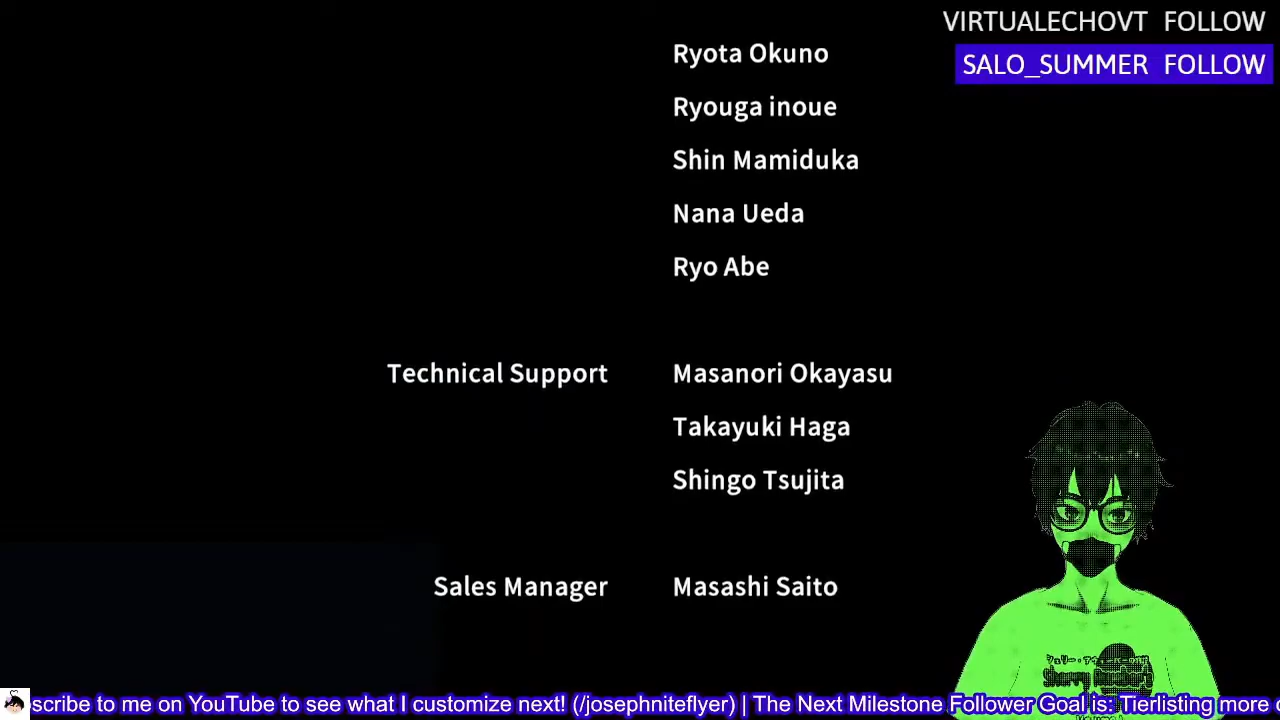 VIRTUALECHOVT FOLLOW
SALO_SUMMER FOLLOW
Ryota Okuno
Ryouga inoue
Shin Mamiduka
Nana Ueda
Ryo Abe
Technical Support Masanori Okayasu
Takayuki Haga
Shingo Tsujita
Sales Manager Masashi Saito
scribe to me on YouTube to see what I customize next! (/josephniteflyer) | The Next Milestone Follower Goal is: Tierlisting more